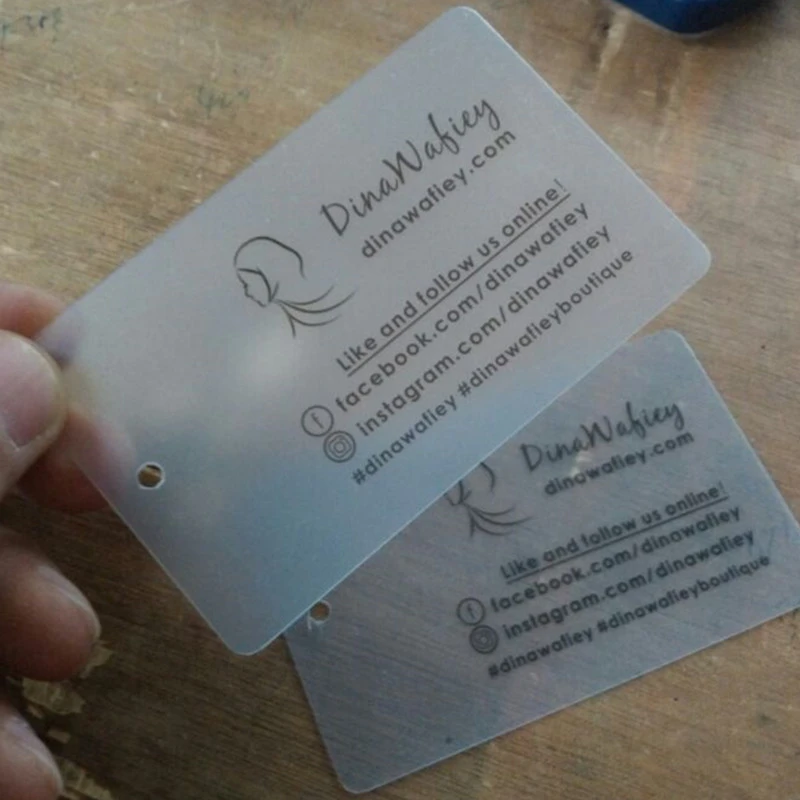 DinaWafiey
dinawafiey.com
Like and follow us online!
facebook.com/dinawafiey
instagram.com/dinawafiey
#dinawafiey #dinawafieyboutique
DinaWafiey
dinawafiey.com
Like and follow us online!
facebook.com/dinawafiey
instagram.com/dinawafiey
#dinawafiey #dinawafieyboutique